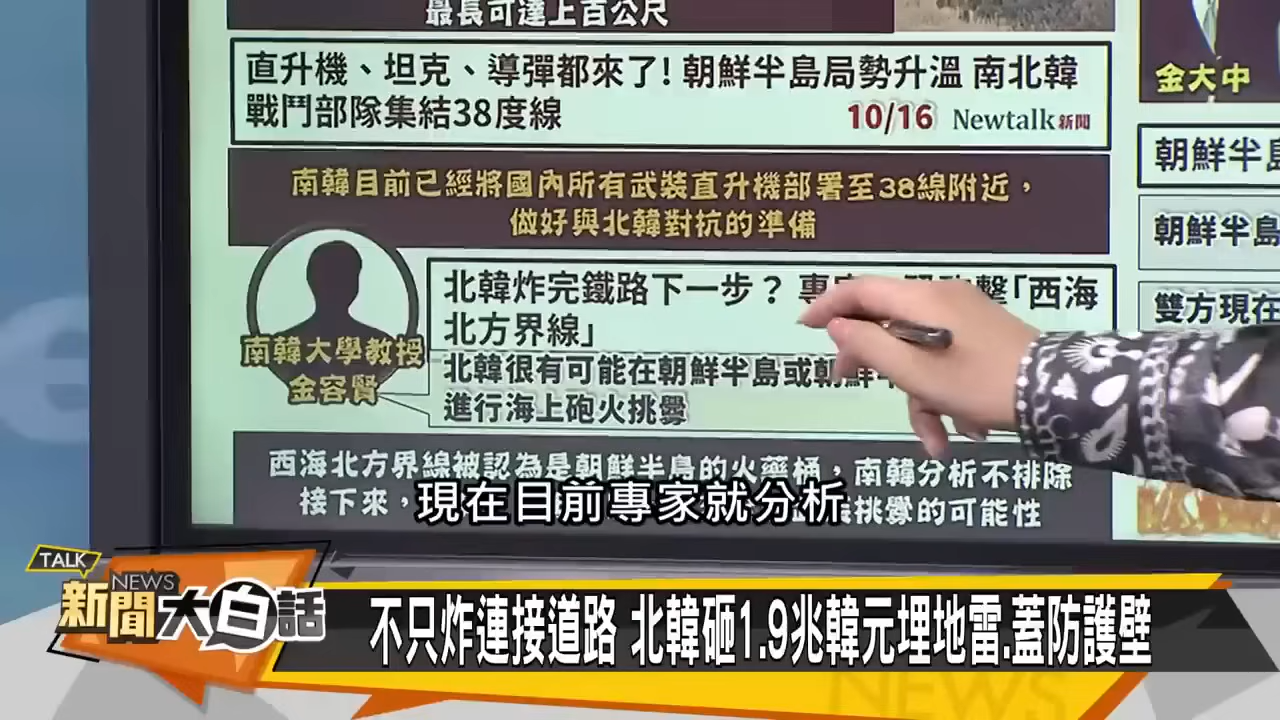 最長可達上百公尺
直升機、坦克、導彈都來了!朝鮮半島局勢升溫 南北韓
戰鬥部隊集結38度線
10/16 Newtalk新聞
南韓目前已經將國內所有武裝直升機部署至38線附近,
做好與北韓對抗的準備
北韓炸完鐵路下一步? 專
擊「西海
北方界線」
南韓大學教授
金容賢
北韓很有可能在朝鮮半島或朝鮮
進行海上砲火挑釁
西海北方界線被認為是朝鮮半島的火藥桶,南韓分析不排除
接下來,
挑釁的可能性
金大中
朝鮮半島
朝鮮半島
雙方現在
現在目前專家就分析
TALK
NEWS
新聞大白話
不只炸連接道路 北韓砸1.9兆韓元埋地雷.蓋防護壁
NEWS